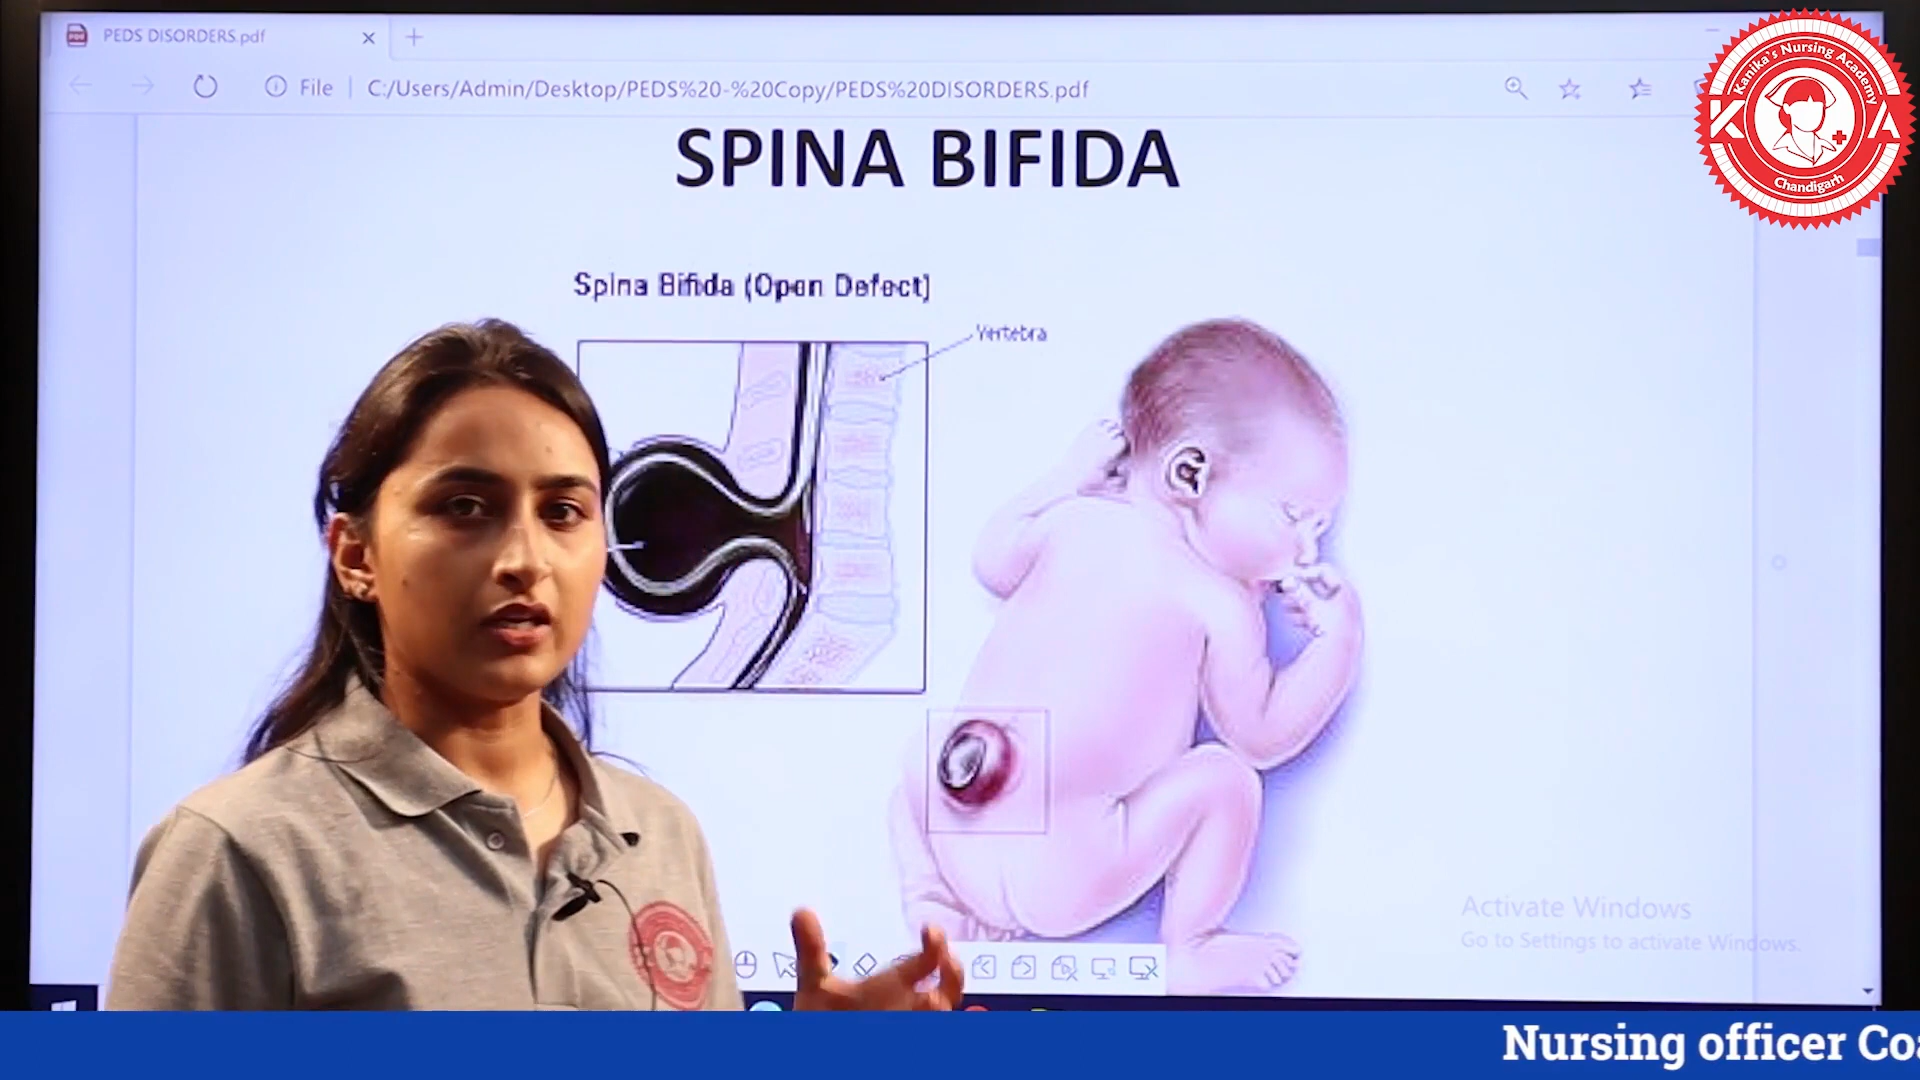 PEDS DISORDERS.pdf
File
C:/Users/Admin/Desktop/PEDS%20-%20Copy/PEDS%20DISORDERS.pdf
Kanika's Nursing Academy
K A
Chandigarh
SPINA BIFIDA
Spina Bifida (Open Defect)
Vertebra
Activate Windows
Go to Settings to activate Windows.
Nursing officer Coa